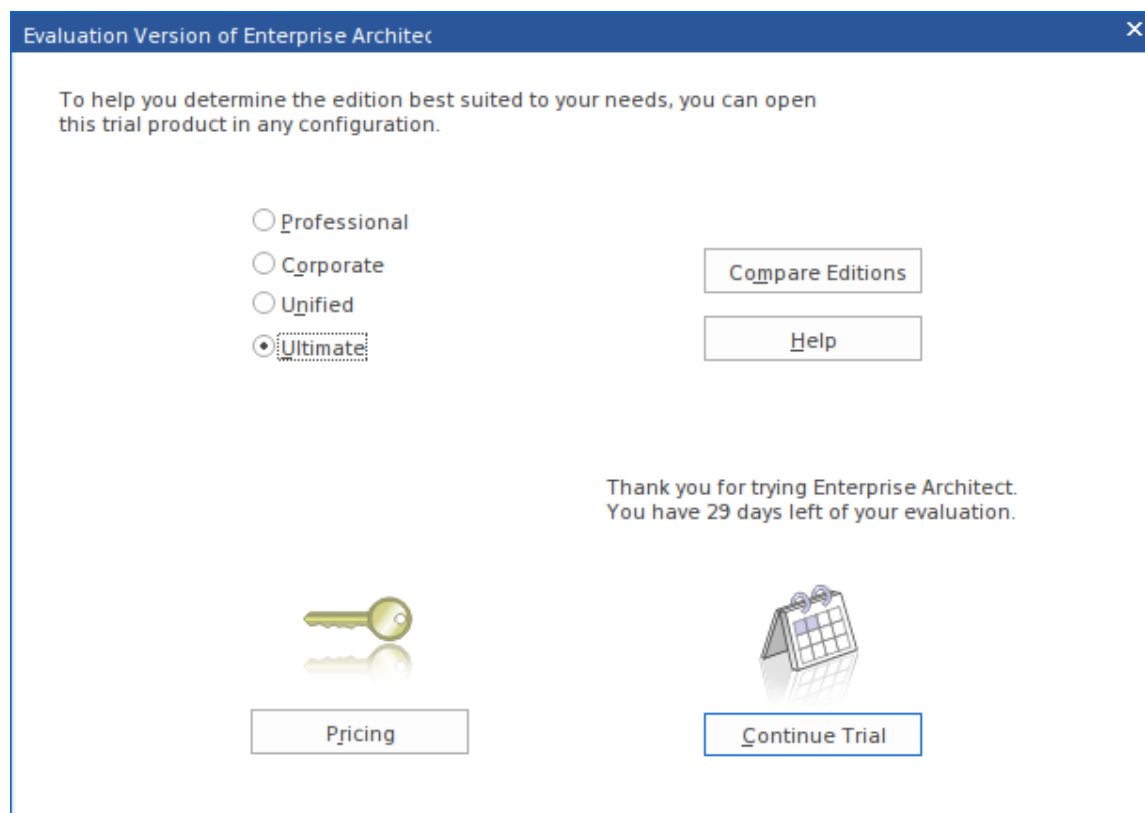 Evaluation Version of Enterprise Architec
To help you determine the edition best suited to your needs, you can open
this trial product in any configuration.
Professional
Corporate
Unified
Ultimate
Compare Editions
Help
Thank you for trying Enterprise Architect.
You have 29 days left of your evaluation.
Pricing
Continue Trial